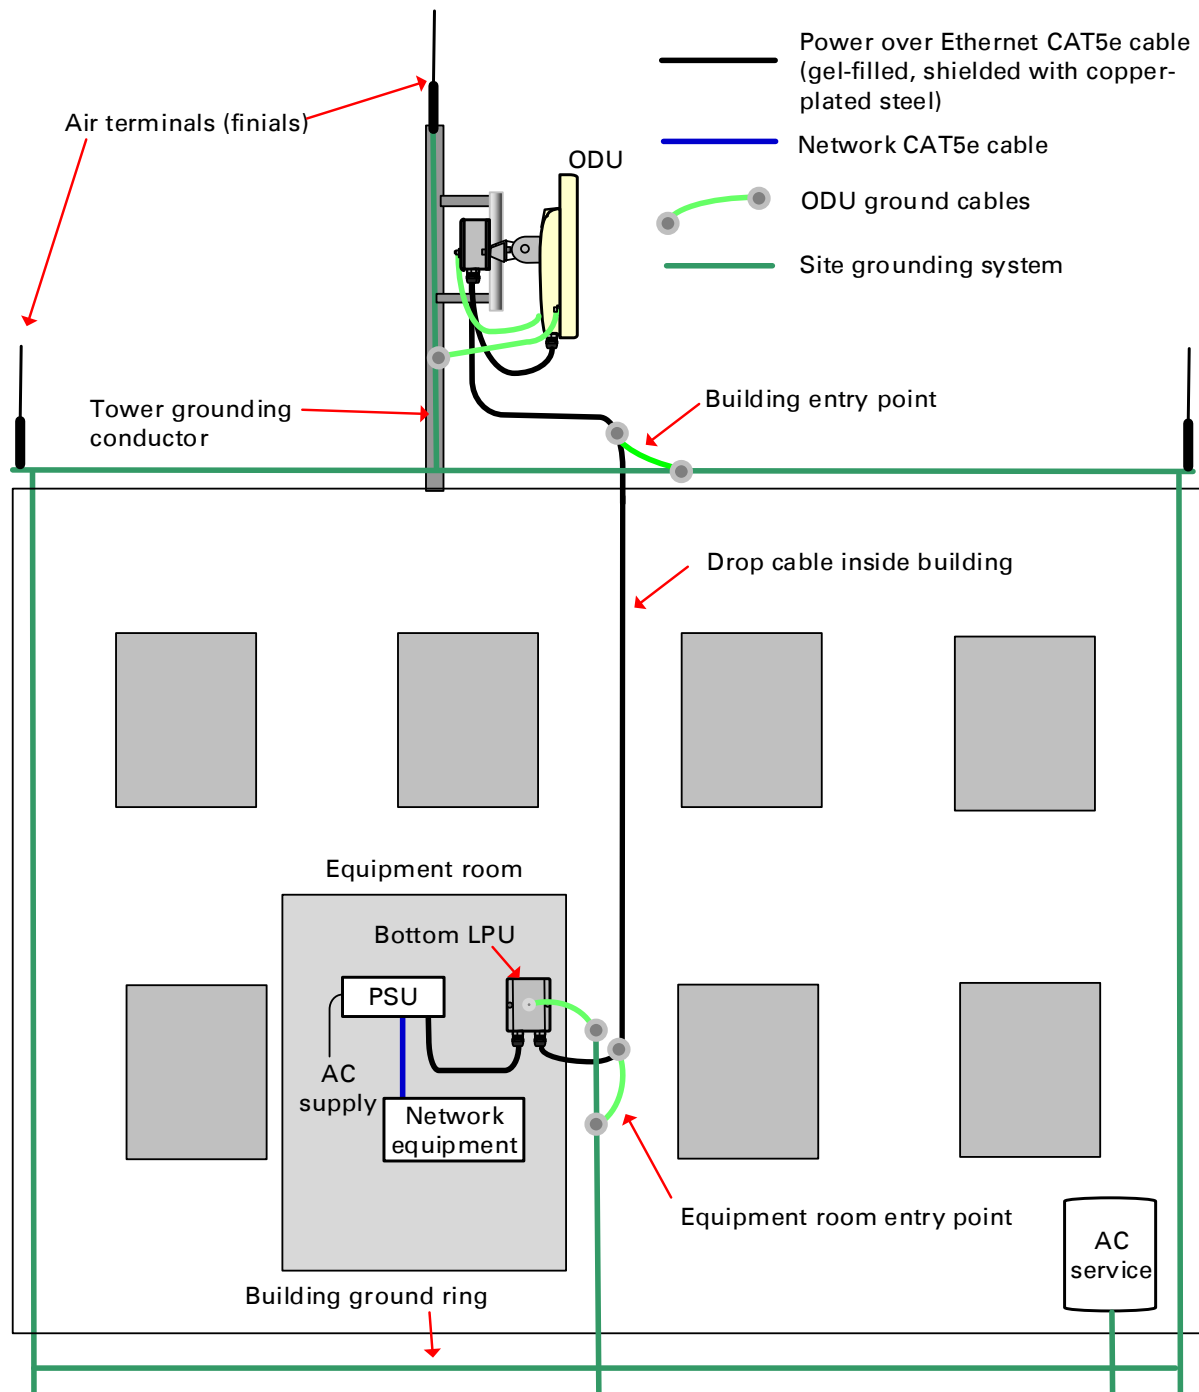 Power over Ethernet CAT5e cable
(gel-filled, shielded with copper-
plated steel)
Air terminals (finials)
Network CAT5e cable
ODU
ODU ground cables
Site grounding system
Tower grounding
conductor
Building entry point
Drop cable inside building
Equipment room
Bottom LPU
PSU
AC
supply
Network
equipment
Equipment room entry point
AC
service
Building ground ring